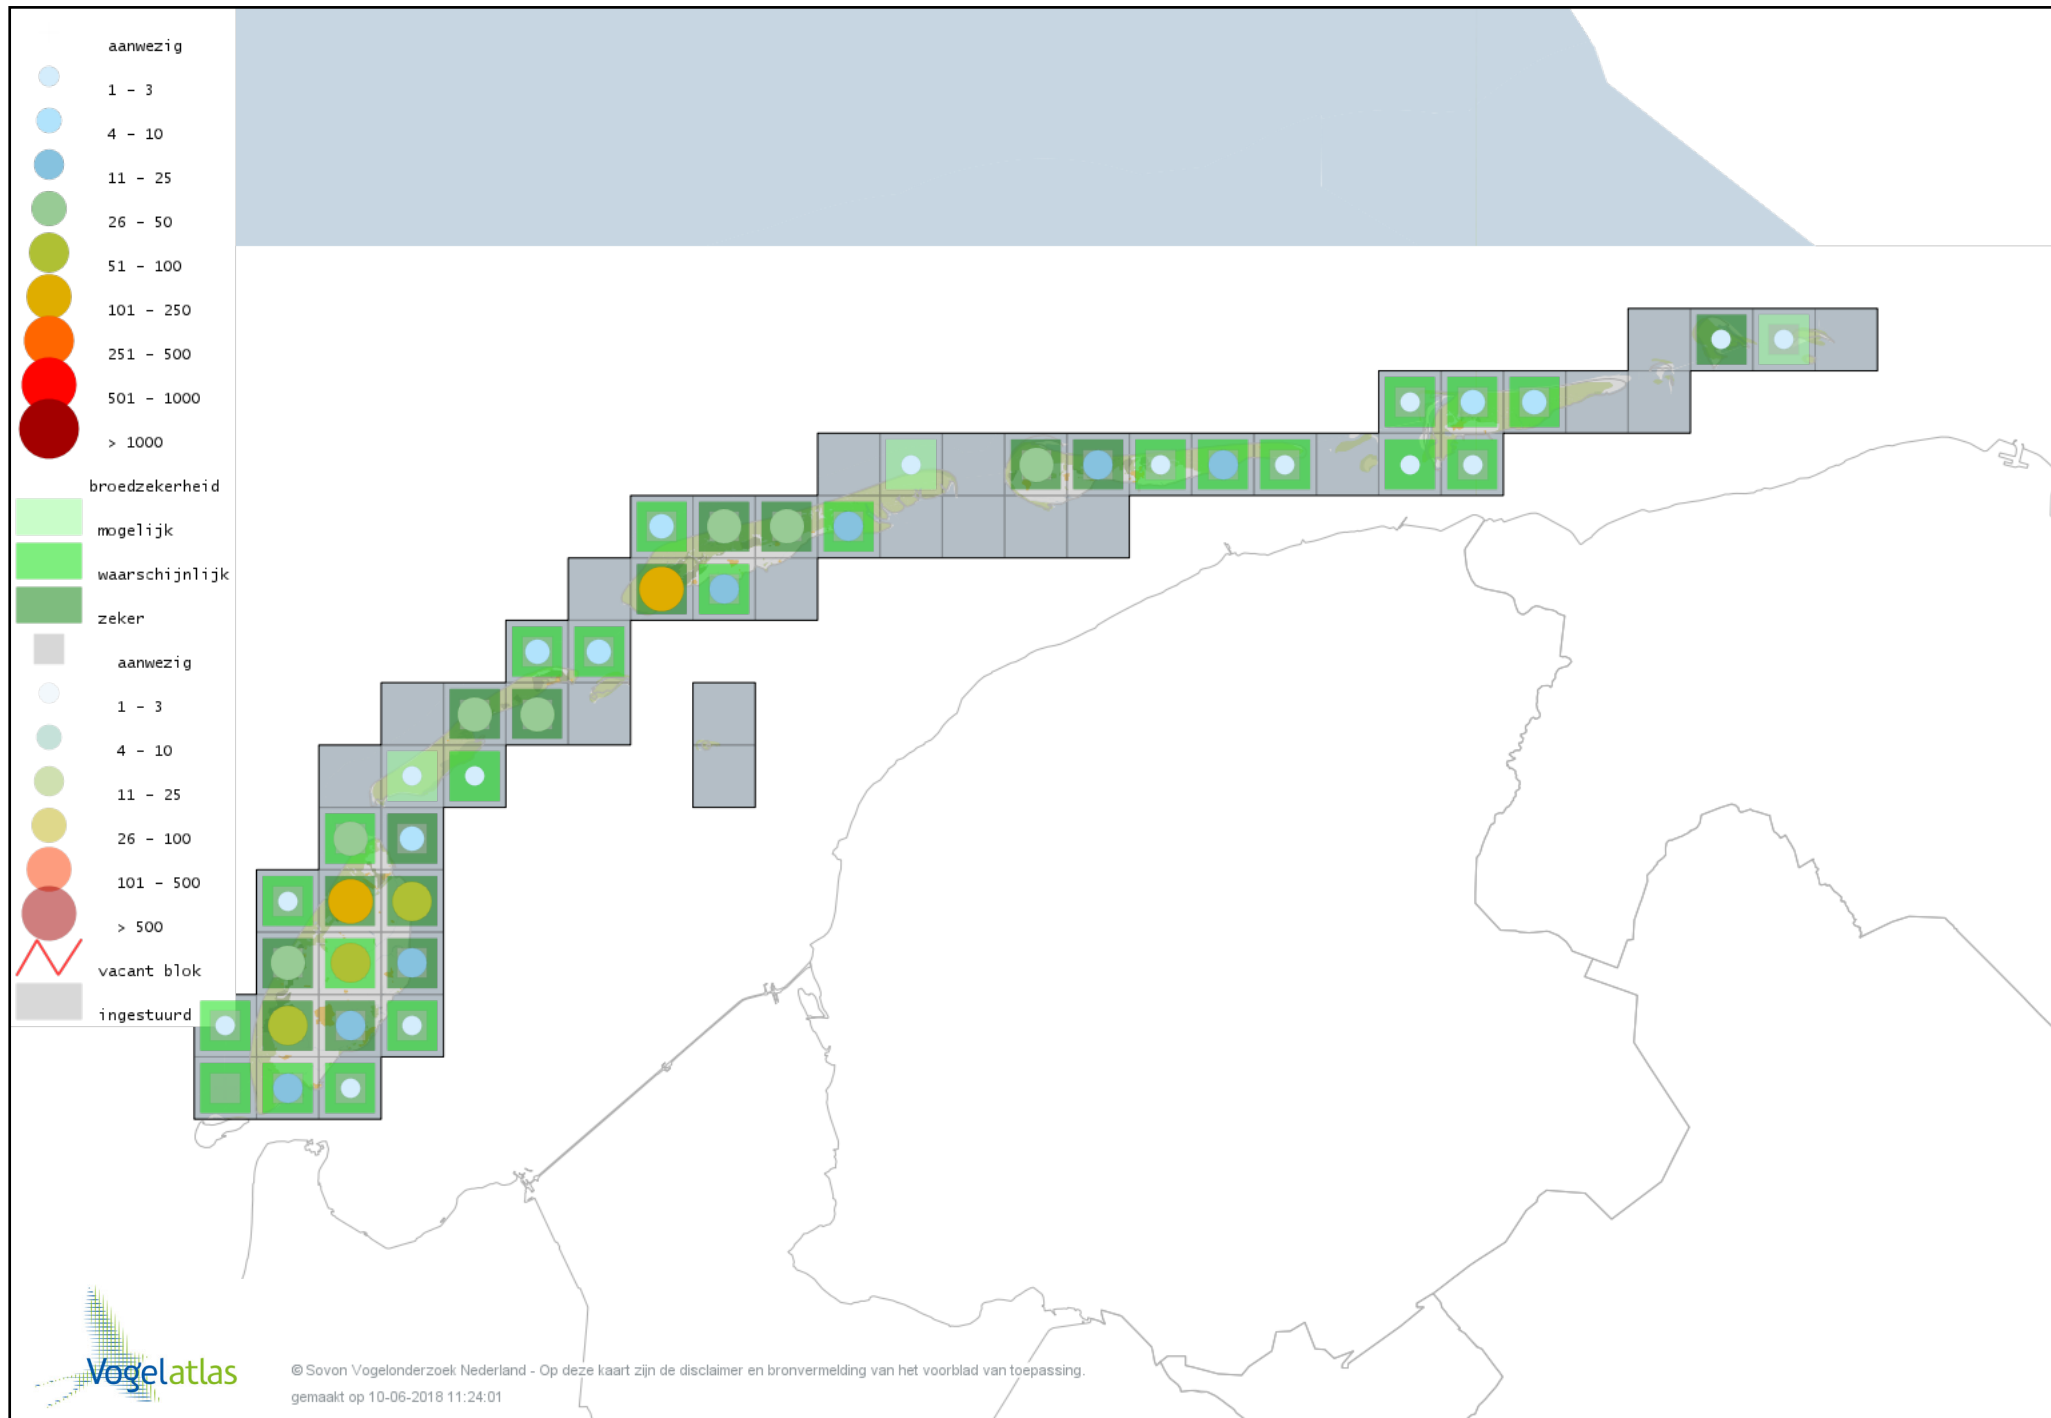 aanwezig
1 - 3
4 - 10
11 - 25
26 - 50
51 - 100
101 - 250
251 - 500
501 - 1000
> 1000
broedzekerheid
mogelijk
waarschijnlijk
zeker
aanwezig
1 - 3
4 - 10
11 - 25
26 - 100
101 - 500
> 500
vacant blok
ingestuurd
Vogelatlas
© Sovon Vogelonderzoek Nederland - Op deze kaart zijn de disclaimer en bronvermelding van het voorblad van toepassing.
gemaakt op 10-06-2018 11:24:01